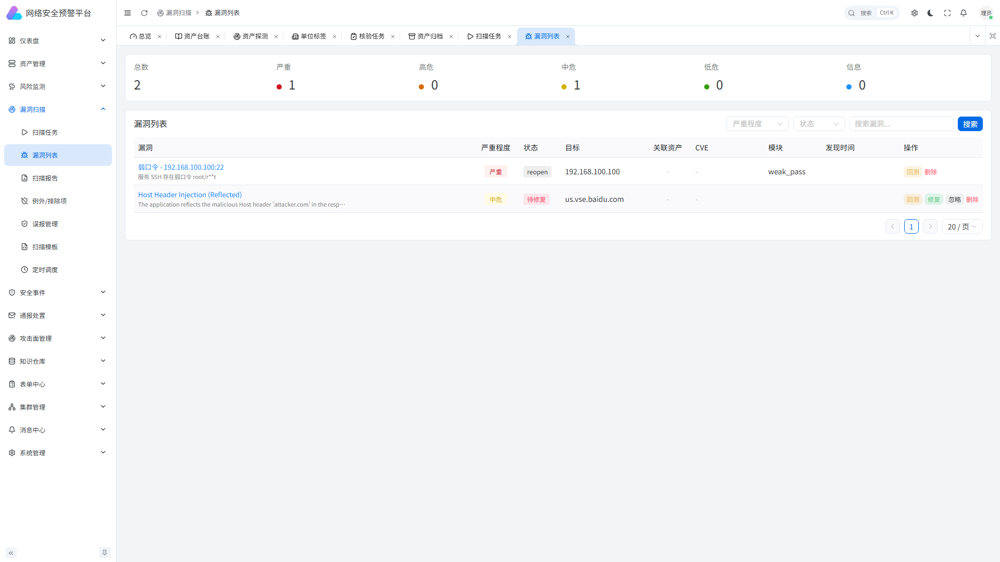 网络安全预警平台
漏洞扫描 漏洞列表
搜索 Ctrl K
理员
总览 资产台账 资产探测 单位标签 核验任务 资产归档 扫描任务 漏洞列表
仪表盘
资产管理
风险监测
漏洞扫描
扫描任务
漏洞列表
扫描报告
例外/排除项
误报管理
扫描模板
定时调度
安全事件
通报处置
攻击面管理
知识仓库
表单中心
集群管理
消息中心
系统管理
总数 严重 高危 中危 低危 信息
2 1 0 1 0 0
漏洞列表 严重程度 状态 搜索漏洞... 搜索
漏洞 严重程度 状态 目标 关联资产 CVE 模块 发现时间 操作
弱口令 - 192.168.100.100:22
服务 SSH 存在弱口令 root/r**t
严重 reopen 192.168.100.100 - - weak_pass 回测 删除
Host Header Injection (Reflected)
The application reflects the malicious Host header 'attacker.com' in the resp···
中危 待修复 us.vse.baidu.com - - 回测 修复 忽略 删除
1 20 / 页